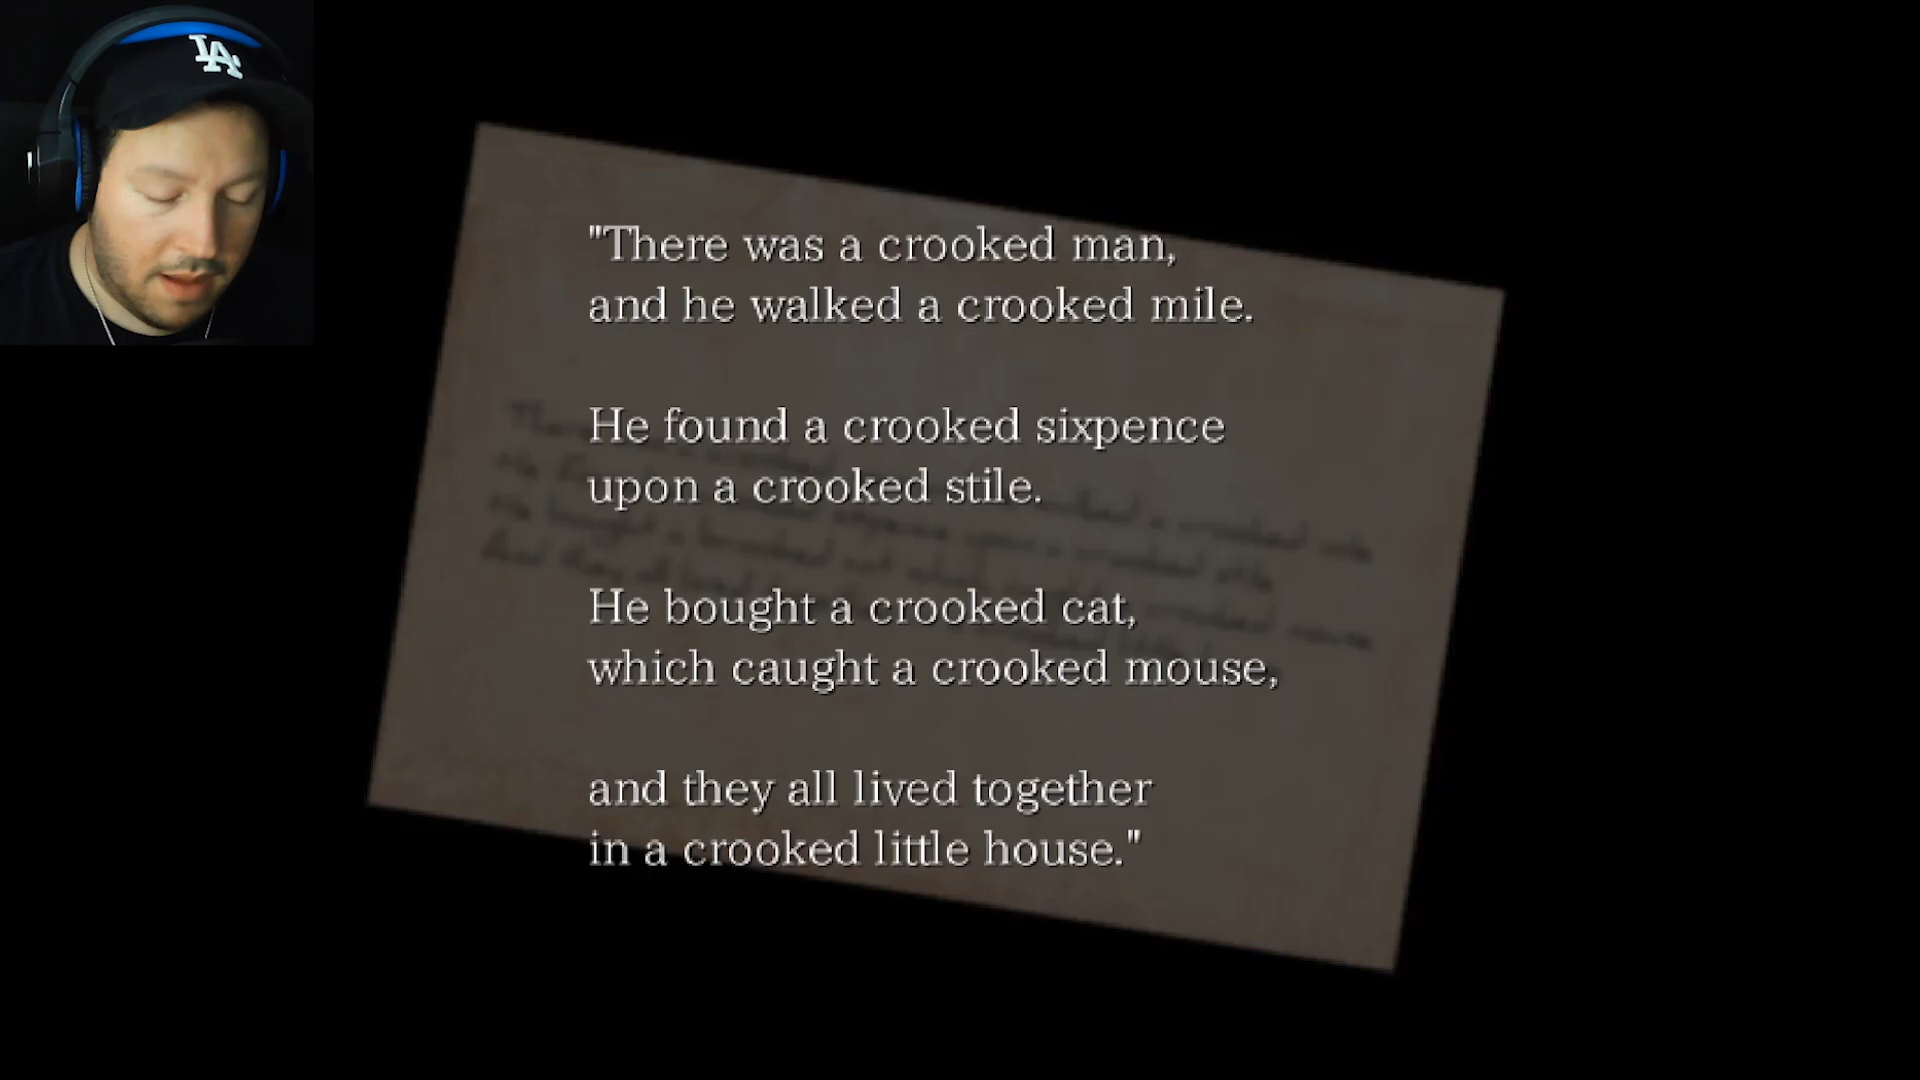 LA
"There was a crooked man,
and he walked a crooked mile.
He found a crooked sixpence
upon a crooked stile.
He bought a crooked cat,
which caught a crooked mouse,
and they all lived together
in a crooked little house."